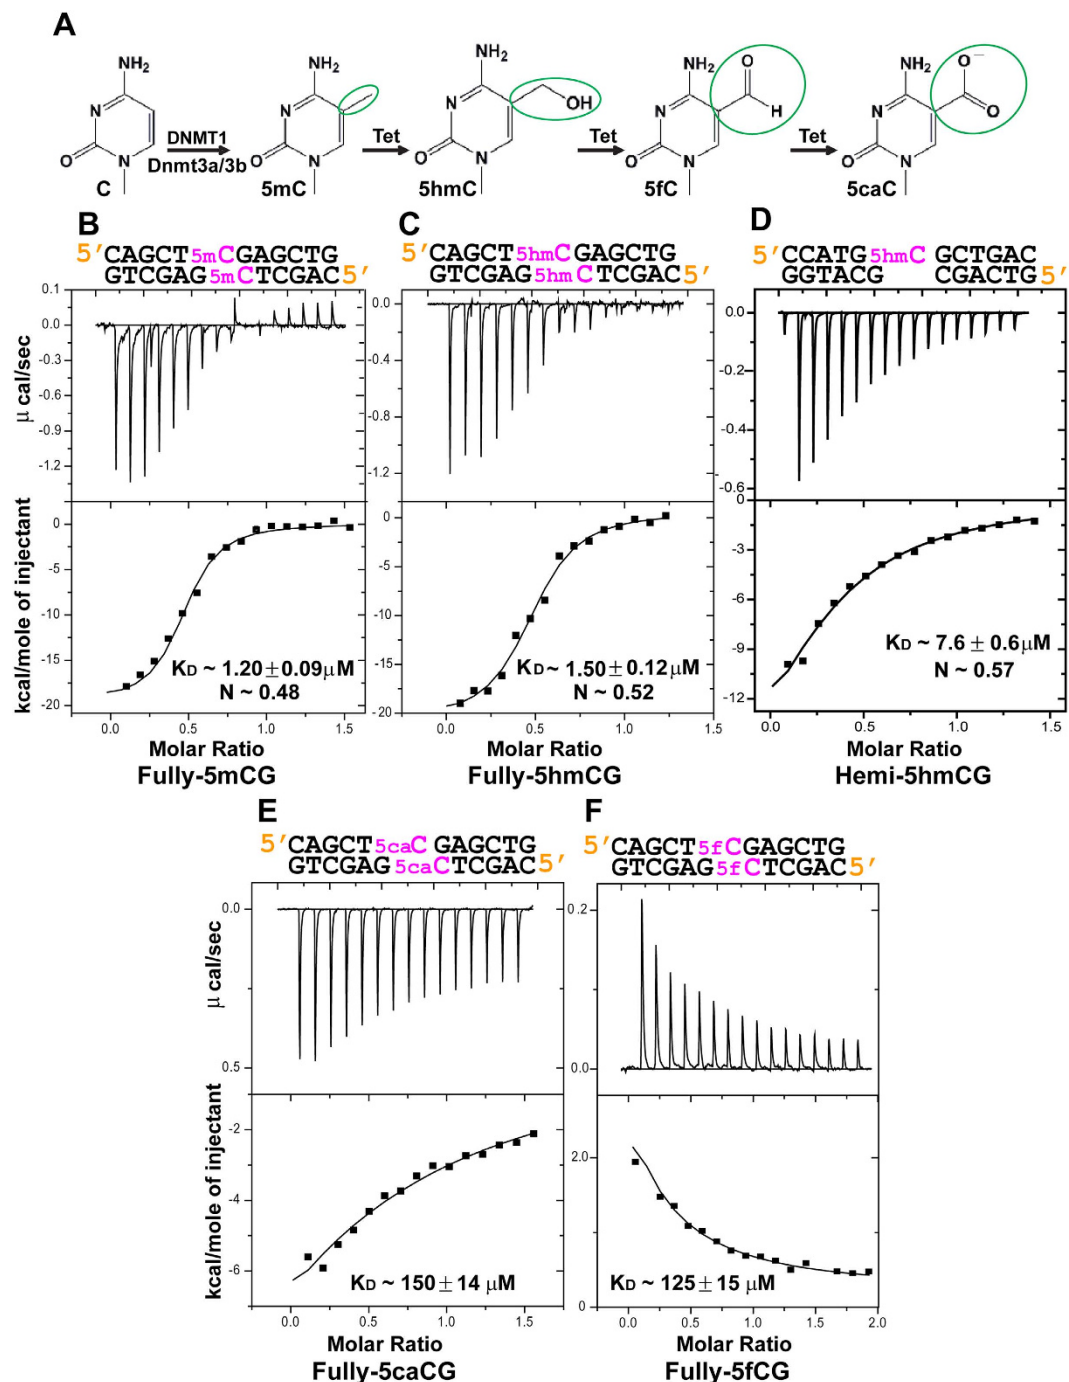 A
NH₂ NH₂ NH₂ NH₂ O NH₂ O⁻
N N N N H N O
O N O N O N OH O N O N
DNMT1
Dnmt3a/3b
Tet Tet Tet
C 5mC 5hmC 5fC 5caC
B
5′CAGCT5mCGAGCTG
GTCGAG5mCTCGAC5′
0.1
0.0
-0.3
-0.6
-0.9
-1.2
μ cal/sec
0
-5
-10
-15
-20
kcal/mole of injectant
KD ~ 1.20±0.09μM
N ~ 0.48
0.0 0.5 1.0 1.5
Molar Ratio
Fully-5mCG
C
5′CAGCT5hmCGAGCTG
GTCGAG5hmCTCGAC5′
0.0
-0.4
-0.8
-1.2
0
-5
-10
-15
-20
KD ~ 1.50±0.12μM
N ~ 0.52
0.0 0.5 1.0 1.5
Molar Ratio
Fully-5hmCG
D
5′CCATG5hmC GCTGAC
GGTACG CGACTG5′
0.0
-0.2
-0.4
-0.6
0
-3
-6
-9
-12
KD ~ 7.6±0.6μM
N ~ 0.57
0.0 0.5 1.0 1.5
Molar Ratio
Hemi-5hmCG
E
5′CAGCT5caC GAGCTG
GTCGAG5caCTCGAC5′
0.0
0.5
μ cal/sec
-2
-4
-6
kcal/mole of injectant
KD ~ 150±14 μM
0.0 0.5 1.0 1.5
Molar Ratio
Fully-5caCG
F
5′CAGCT5fCGAGCTG
GTCGAG5fCTCGAC5′
0.2
0.0
2.0
0
KD ~ 125±15 μM
0.0 0.5 1.0 1.5 2.0
Molar Ratio
Fully-5fCG